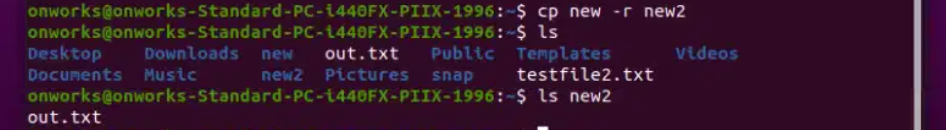 onworks@onworks-Standard-PC-i440FX-PIIX-1996:~$ cp new -r new2
onworks@onworks-Standard-PC-i440FX-PIIX-1996:~$ ls
Desktop Downloads new out.txt Public Templates Videos
Documents Music new2 Pictures snap testfile2.txt
onworks@onworks-Standard-PC-i440FX-PIIX-1996:~$ ls new2
out.txt